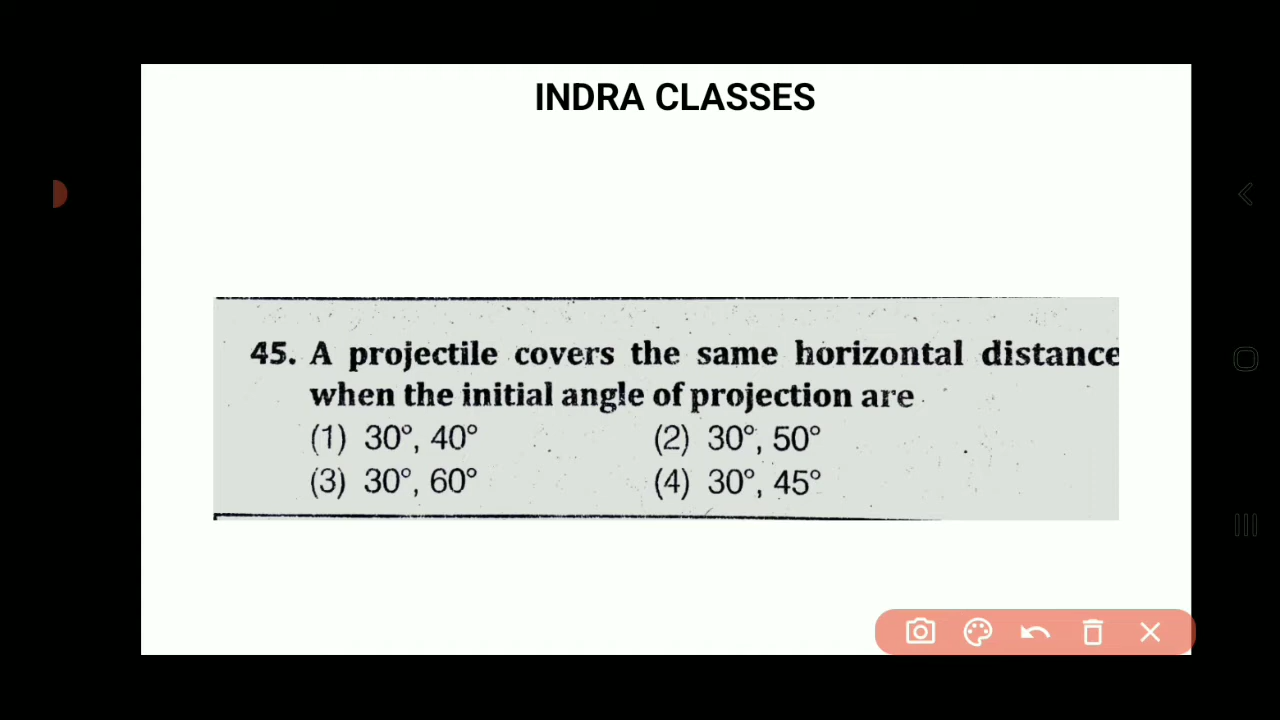 INDRA CLASSES
45. A projectile covers the same horizontal distance
when the initial angle of projection are
(1) 30°, 40° (2) 30°, 50°
(3) 30°, 60° (4) 30°, 45°